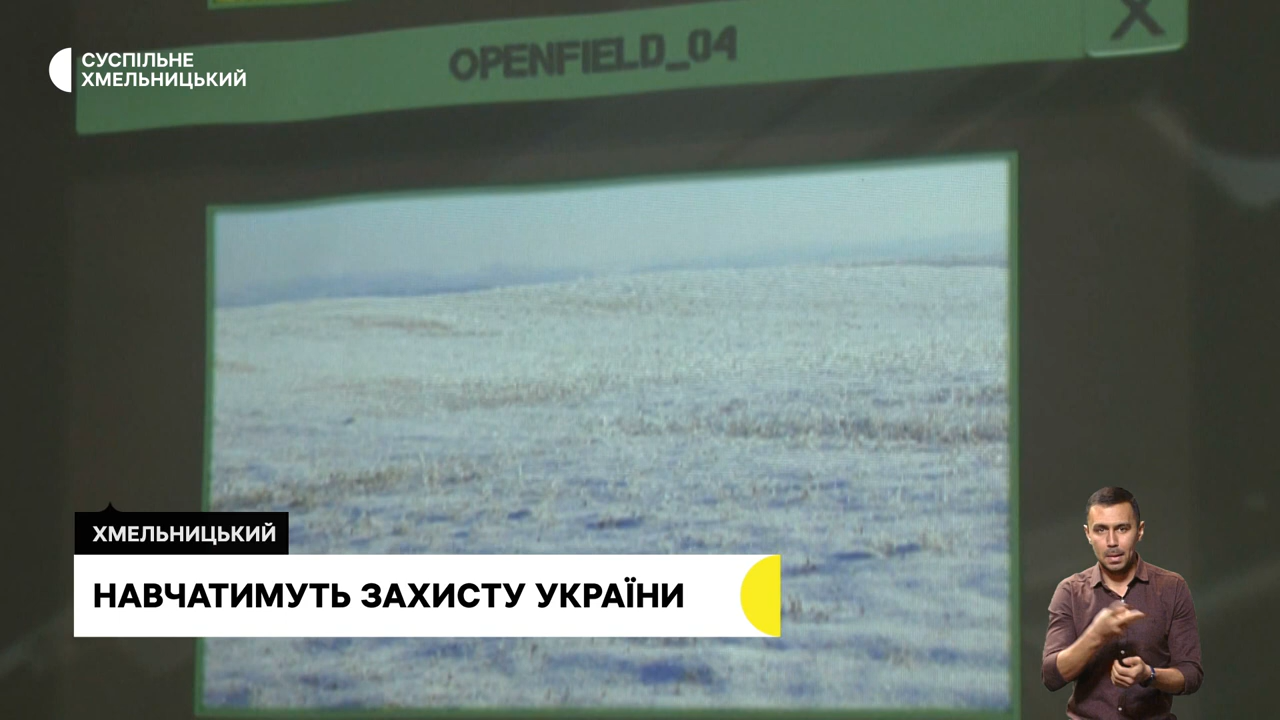 OPENFIELD_04
X
СУСПІЛЬНЕ
ХМЕЛЬНИЦЬКИЙ
ХМЕЛЬНИЦЬКИЙ
НАВЧАТИМУТЬ ЗАХИСТУ УКРАЇНИ